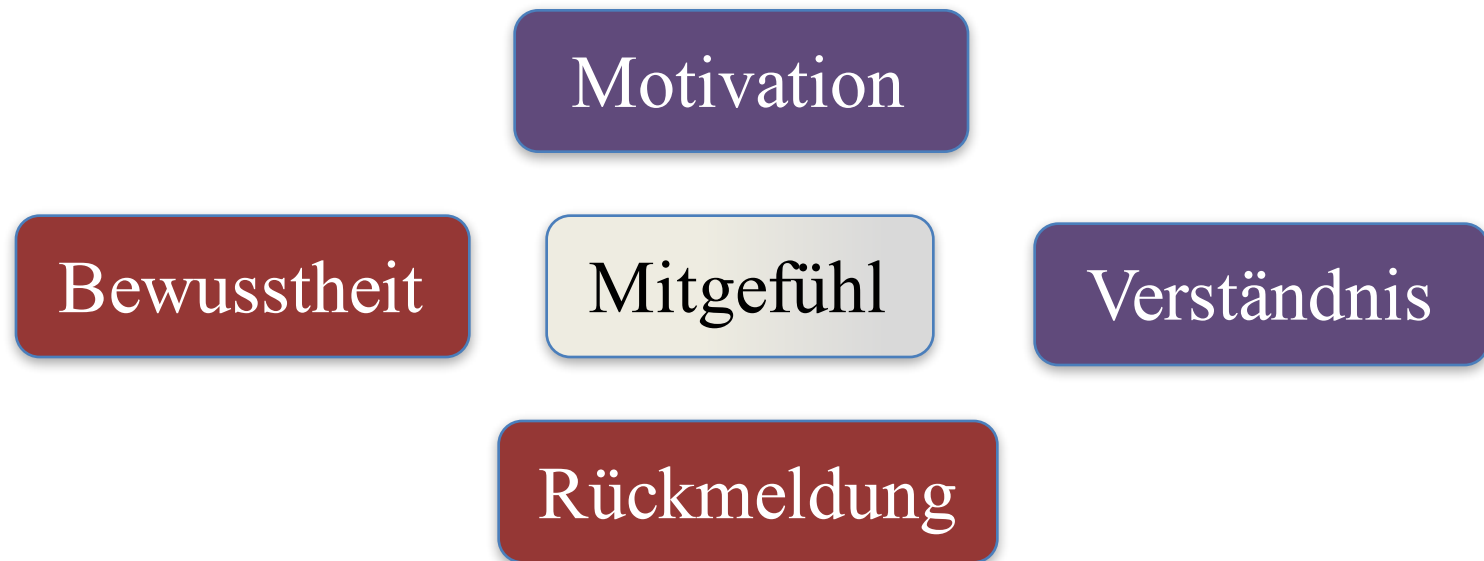 Motivation
Bewusstheit
Mitgefühl
Verständnis
Rückmeldung